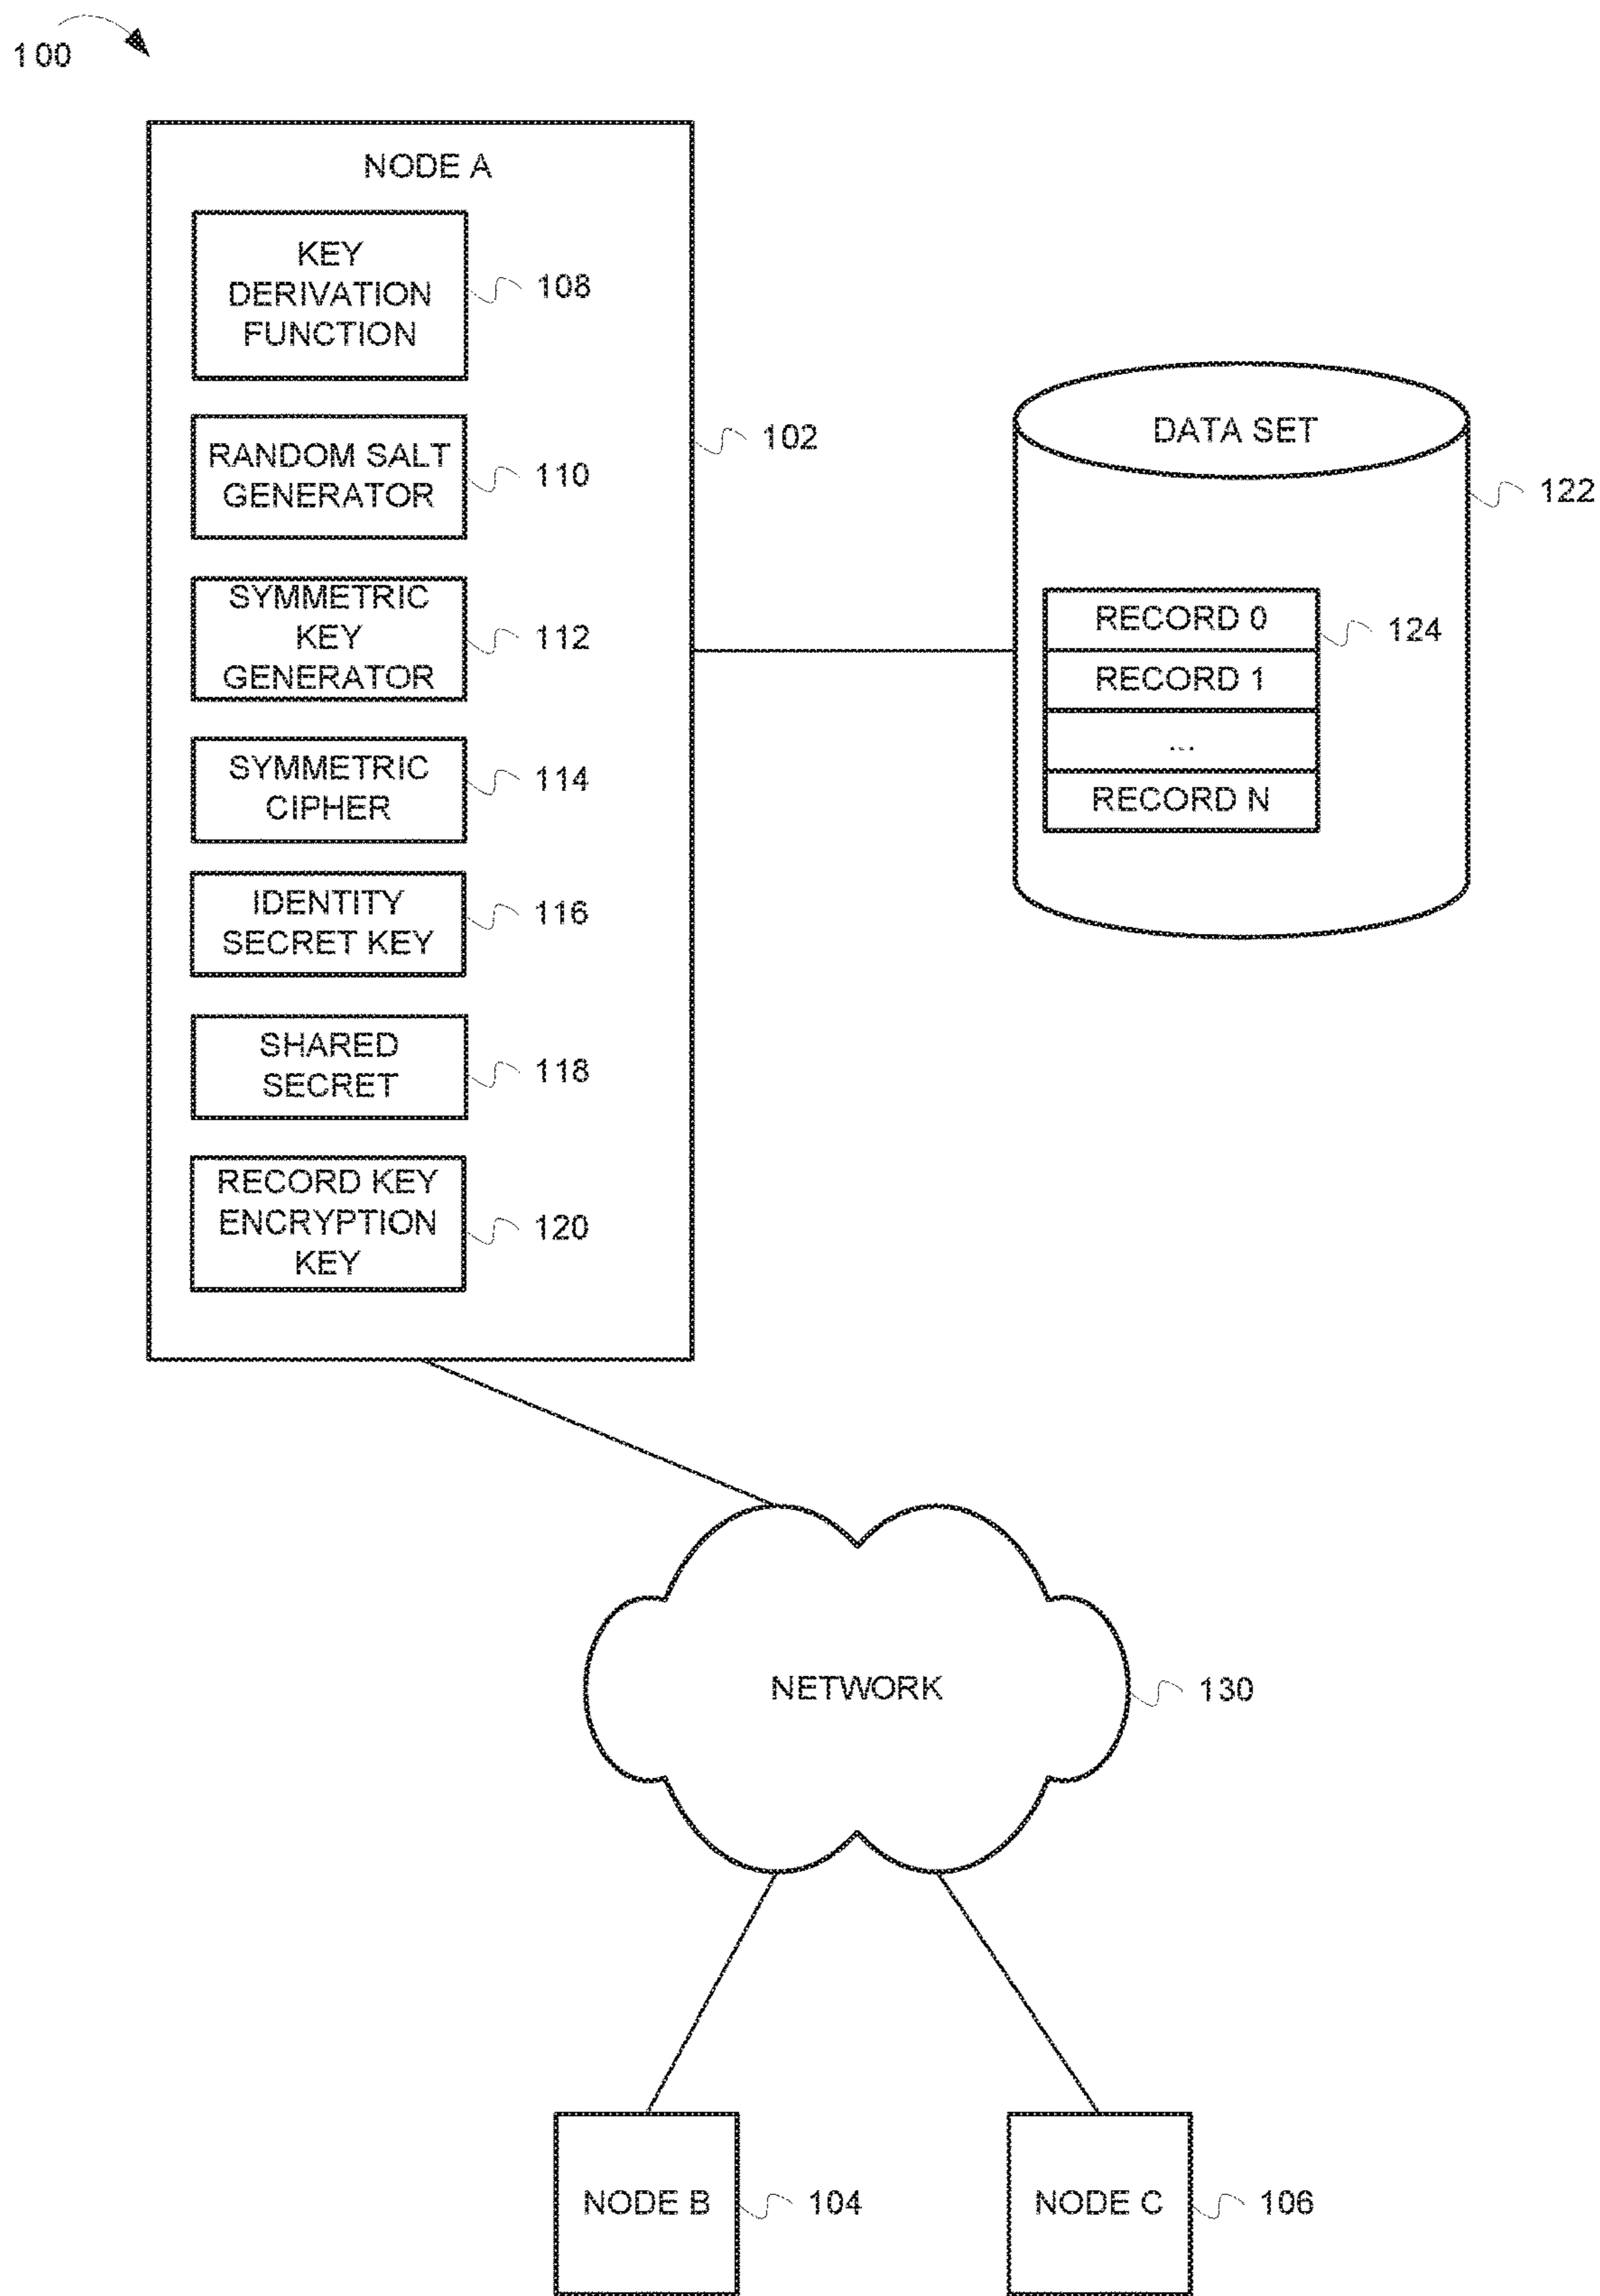 100
NODE A
KEY
DERIVATION
FUNCTION
108
RANDOM SALT
GENERATOR
110
SYMMETRIC
KEY
GENERATOR
112
SYMMETRIC
CIPHER
114
IDENTITY
SECRET KEY
116
SHARED
SECRET
118
RECORD KEY
ENCRYPTION
KEY
120
102
DATA SET
122
RECORD 0
124
RECORD 1
...
RECORD N
NETWORK
130
NODE B
104
NODE C
106